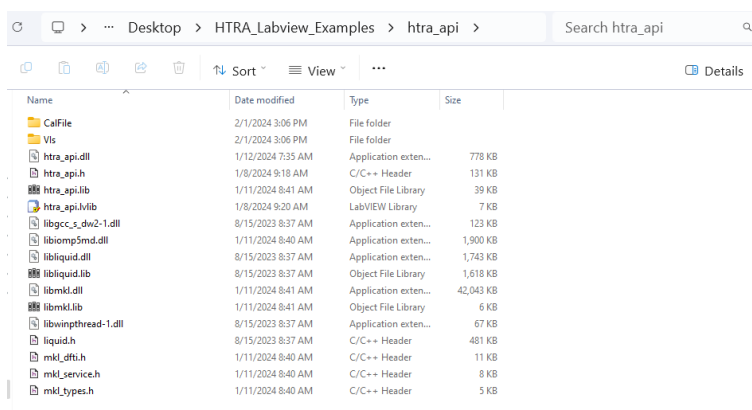 Desktop > HTRA_Labview_Examples > htra_api > Search htra_api
Sort View Details
Name Date modified Type Size
CalFile 2/1/2024 3:06 PM File folder
VIs 2/1/2024 3:06 PM File folder
htra_api.dll 1/12/2024 7:35 AM Application exten... 778 KB
htra_api.h 1/8/2024 9:18 AM C/C++ Header 131 KB
htra_api.lib 1/11/2024 8:41 AM Object File Library 39 KB
htra_api.lvlib 1/8/2024 9:20 AM LabVIEW Library 7 KB
libgcc_s_dw2-1.dll 8/15/2023 8:37 AM Application exten... 123 KB
libiomp5md.dll 1/11/2024 8:40 AM Application exten... 1,900 KB
libliquid.dll 8/15/2023 8:37 AM Application exten... 1,743 KB
libliquid.lib 8/15/2023 8:37 AM Object File Library 1,618 KB
libmkl.dll 1/11/2024 8:41 AM Application exten... 42,043 KB
libmkl.lib 1/11/2024 8:41 AM Object File Library 6 KB
libwinpthread-1.dll 8/15/2023 8:37 AM Application exten... 67 KB
liquid.h 8/15/2023 8:37 AM C/C++ Header 481 KB
mkl_dfti.h 1/11/2024 8:40 AM C/C++ Header 11 KB
mkl_service.h 1/11/2024 8:40 AM C/C++ Header 8 KB
mkl_types.h 1/11/2024 8:40 AM C/C++ Header 5 KB